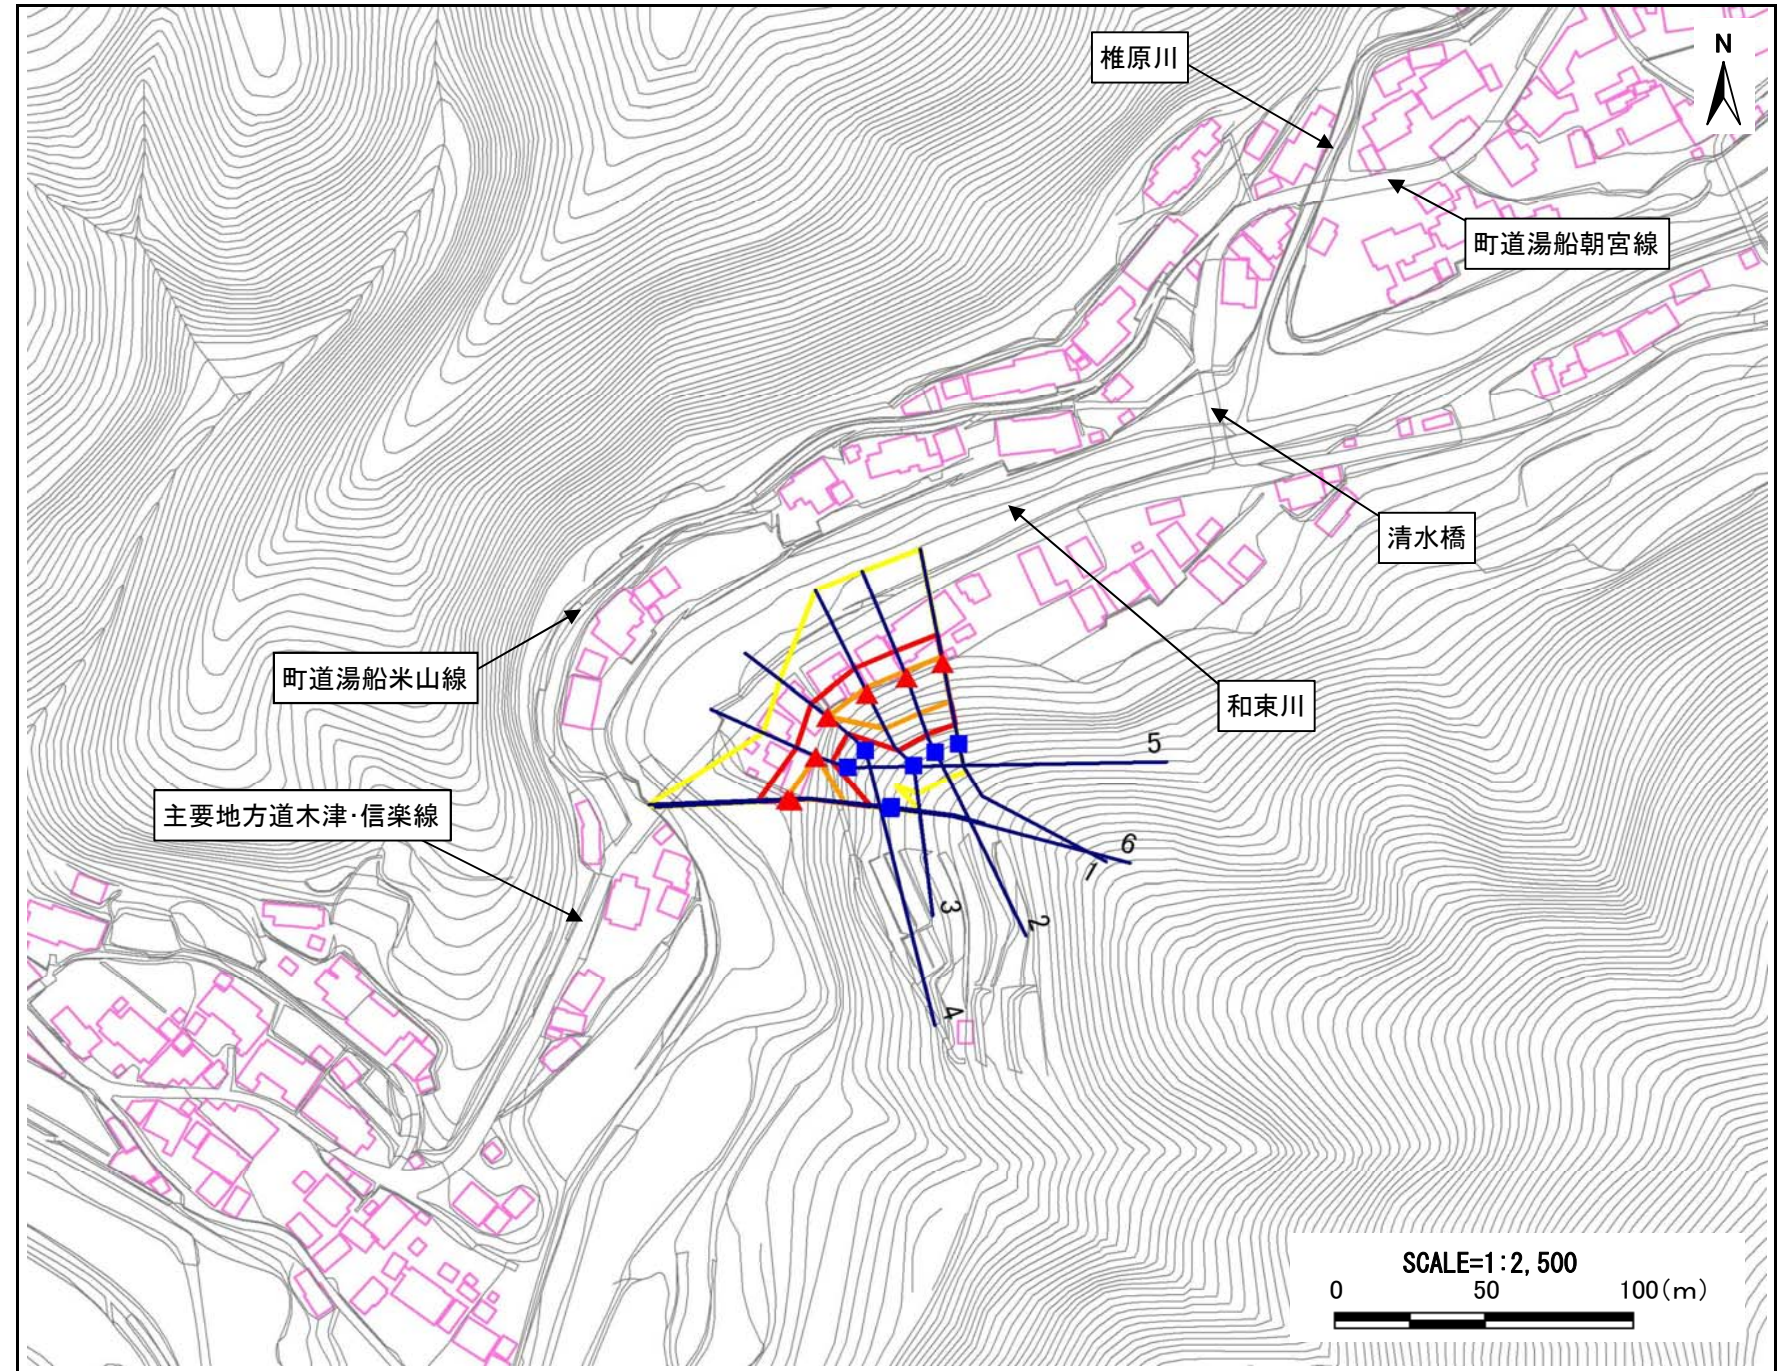 椎原川
N
町道湯船朝宮線
清水橋
町道湯船米山線
和束川
5
主要地方道木津・信楽線
6
1
3
2
4
SCALE=1:2,500
0 50 100(m)